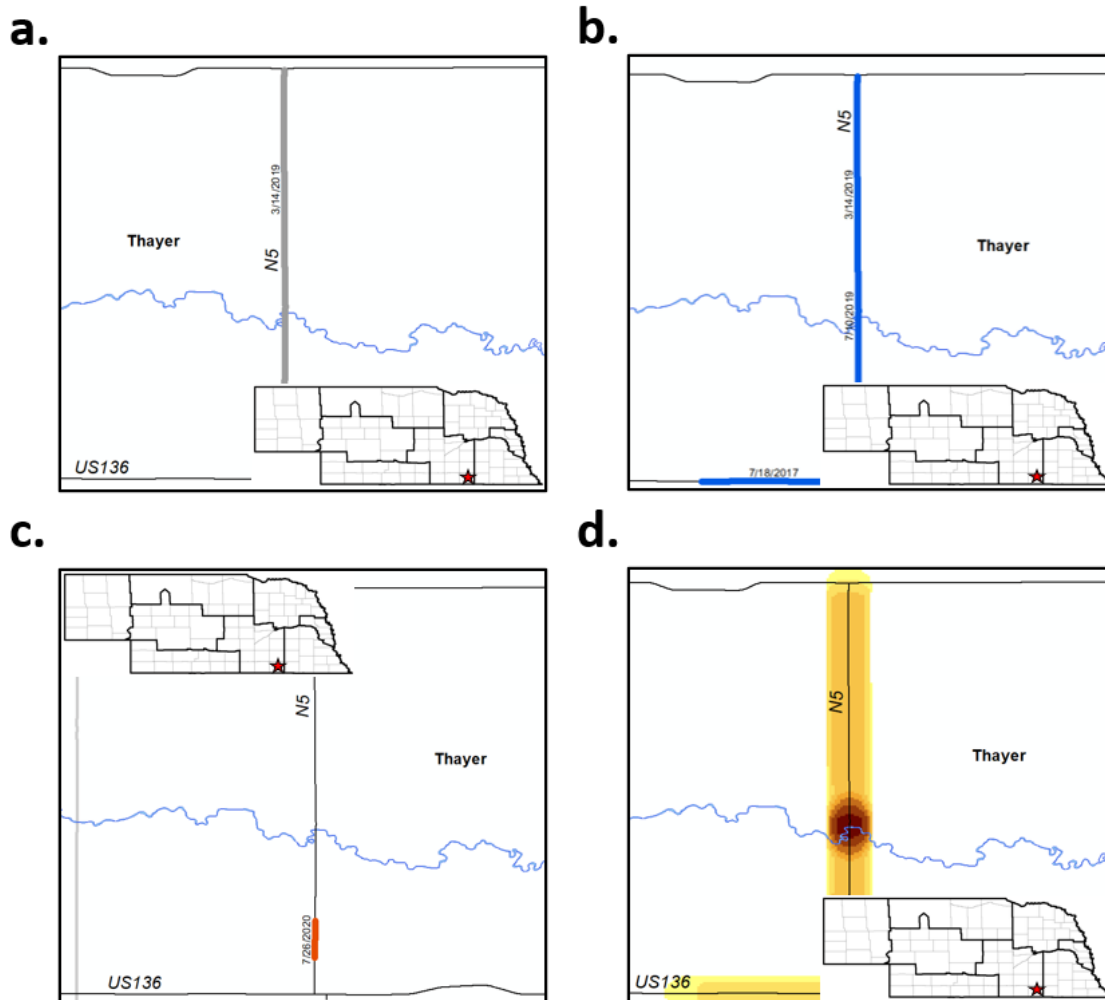 a.
3/14/2019
Thayer
N5
US136
b.
N5
3/14/2019
Thayer
7/10/2019
7/18/2017
c.
N5
Thayer
7/26/2020
US136
d.
N5
Thayer
US136